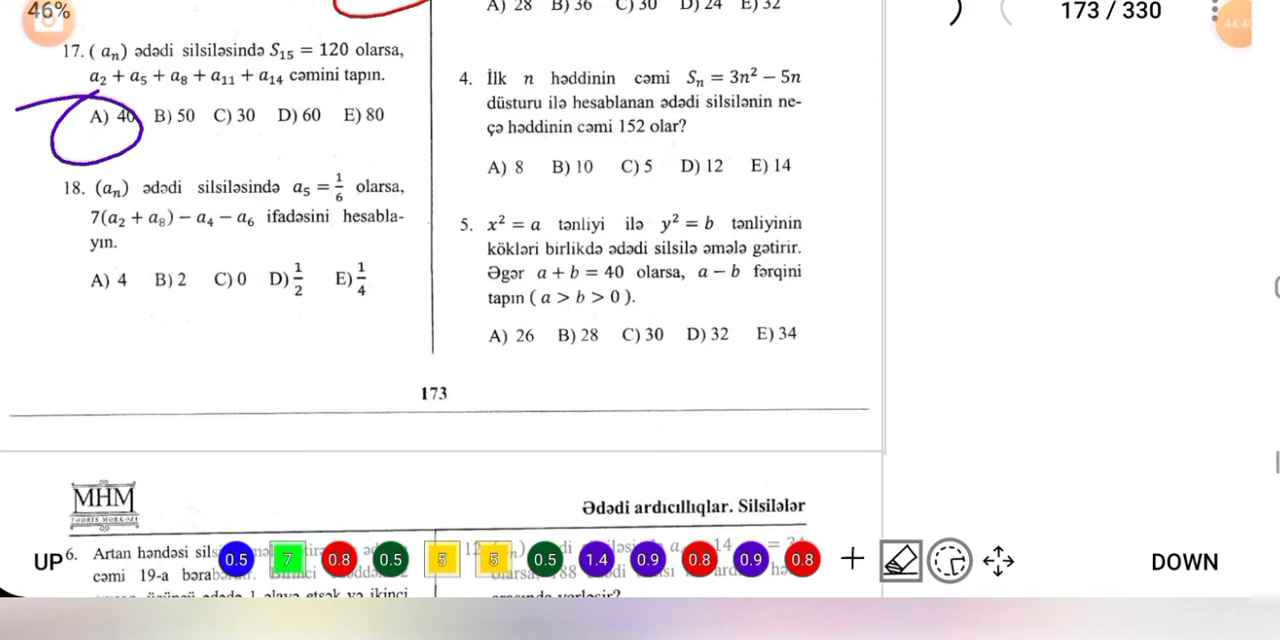 46%
173 / 330
44:40
17. ( aₙ) ədədi silsiləsində S₁₅ = 120 olarsa,
a₂ + a₅ + a₈ + a₁₁ + a₁₄ cəmini tapın.
A) 40 B) 50 C) 30 D) 60 E) 80
18. (aₙ) ədədi silsiləsində a₅ = 1/6 olarsa,
7(a₂ + a₈) − a₄ − a₆ ifadəsini hesabla-
yın.
A) 4 B) 2 C) 0 D) 1/2 E) 1/4
A) 28 B) 36 C) 30 D) 24 E) 32
4. İlk n həddinin cəmi Sₙ = 3n² − 5n
düsturu ilə hesablanan ədədi silsilənin ne-
çə həddinin cəmi 152 olar?
A) 8 B) 10 C) 5 D) 12 E) 14
5. x² = a tənliyi ilə y² = b tənliyinin
kökləri birlikdə ədədi silsilə əmələ gətirir.
Əgər a + b = 40 olarsa, a − b fərqini
tapın ( a > b > 0 ).
A) 26 B) 28 C) 30 D) 32 E) 34
173
MHM
TƏDRİS MƏRKƏZİ
Ədədi ardıcıllıqlar. Silsilələr
6. Artan həndəsi
cəmi 19-a
UP 0.5 7 0.8 0.5 5 5 0.5 1.4 0.9 0.8 0.9 0.8 + DOWN